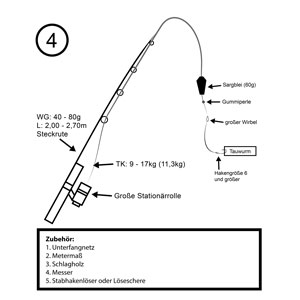 4
Sargblei (60g)
Gummiperle
großer Wirbel
WG: 40 - 80g
L: 2,00 - 2,70m
Steckrute
Tauwurm
TK: 9 - 17kg (11,3kg)
Hakengröße 6
und größer
Große Stationärrolle
Zubehör:
1. Unterfangnetz
2. Metermaß
3. Schlagholz
4. Messer
5. Stabhakenlöser oder Löseschere